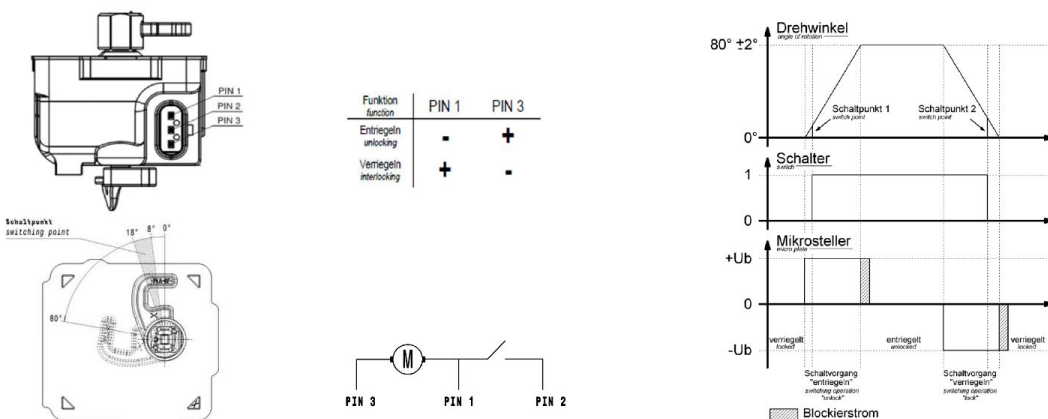 PIN 1
PIN 2
PIN 3
Schaltpunkt
switching point
18° 8° 0°
80°
Funktion PIN 1 PIN 3
function
Entriegeln - +
unlocking
Verriegeln + -
interlocking
M
PIN 3 PIN 1 PIN 2
Drehwinkel
angle of rotation
80° ±2°
Schaltpunkt 1
switch point
Schaltpunkt 2
switch point
0°
Schalter
switch
1
0
Mikrosteller
micro plate
+Ub
0
-Ub
verriegelt
locked
entriegelt
unlocked
verriegelt
locked
Schaltvorgang
"entriegeln"
switching operation
"unlock"
Schaltvorgang
"verriegeln"
switching operation
"lock"
Blockierstrom